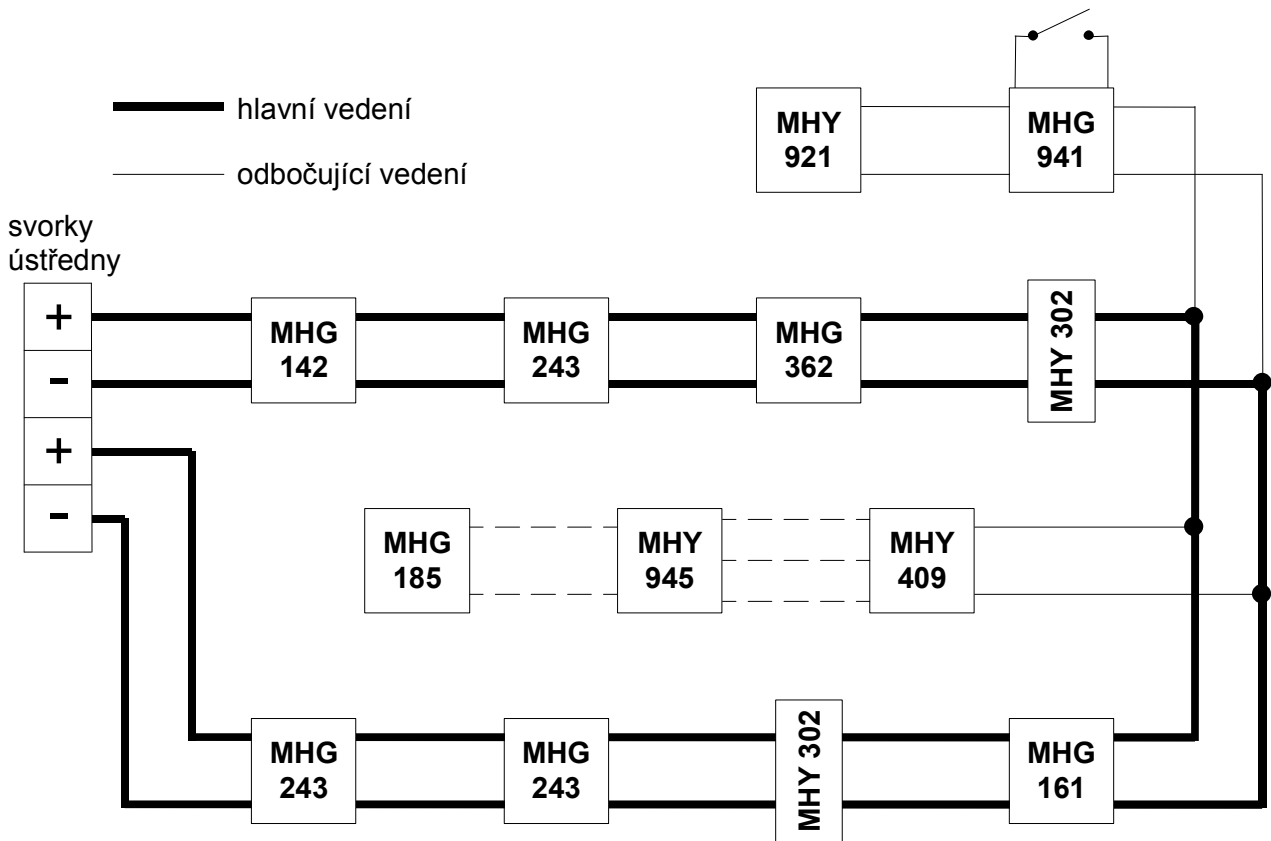 hlavní vedení
odbočující vedení
svorky
ústředny
MHY
921
MHG
941
+
-
+
-
MHG
142
MHG
243
MHG
362
MHY 302
MHG
185
MHY
945
MHY
409
MHG
243
MHG
243
MHY 302
MHG
161